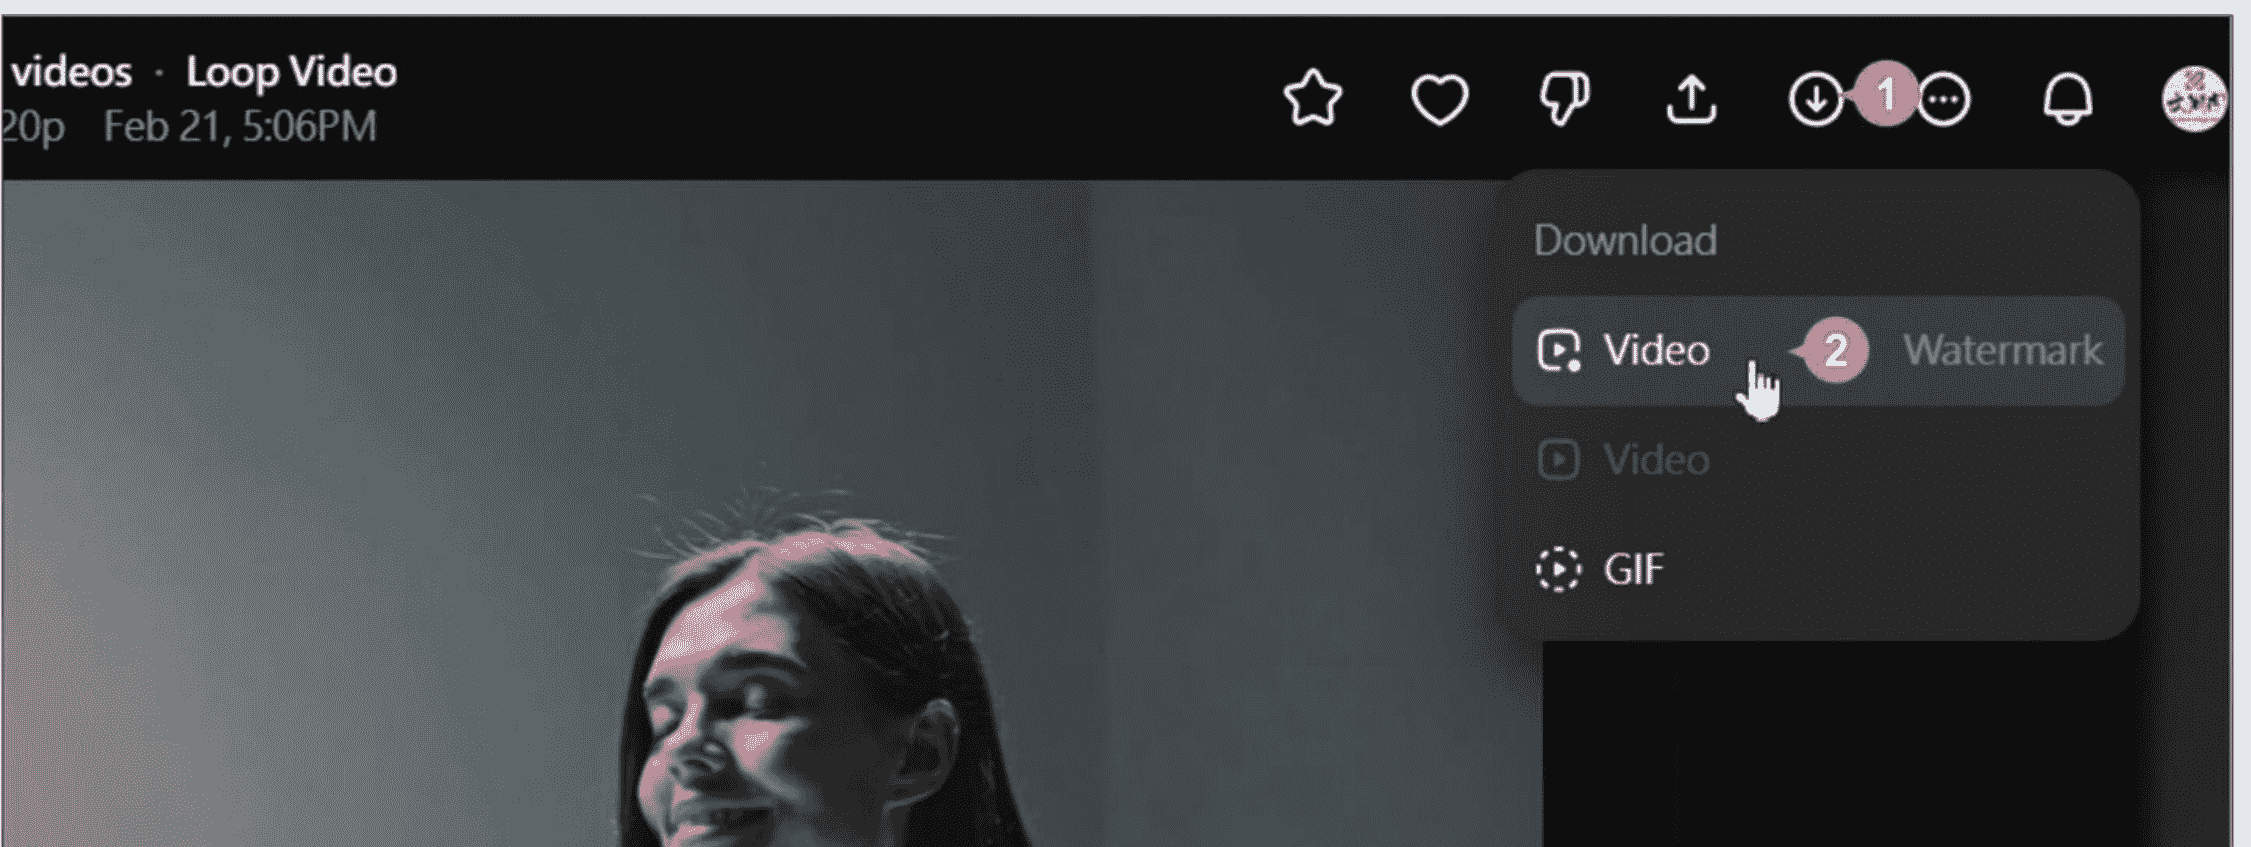 videos · Loop Video
20p Feb 21, 5:06PM
1
Download
Video 2 Watermark
Video
GIF